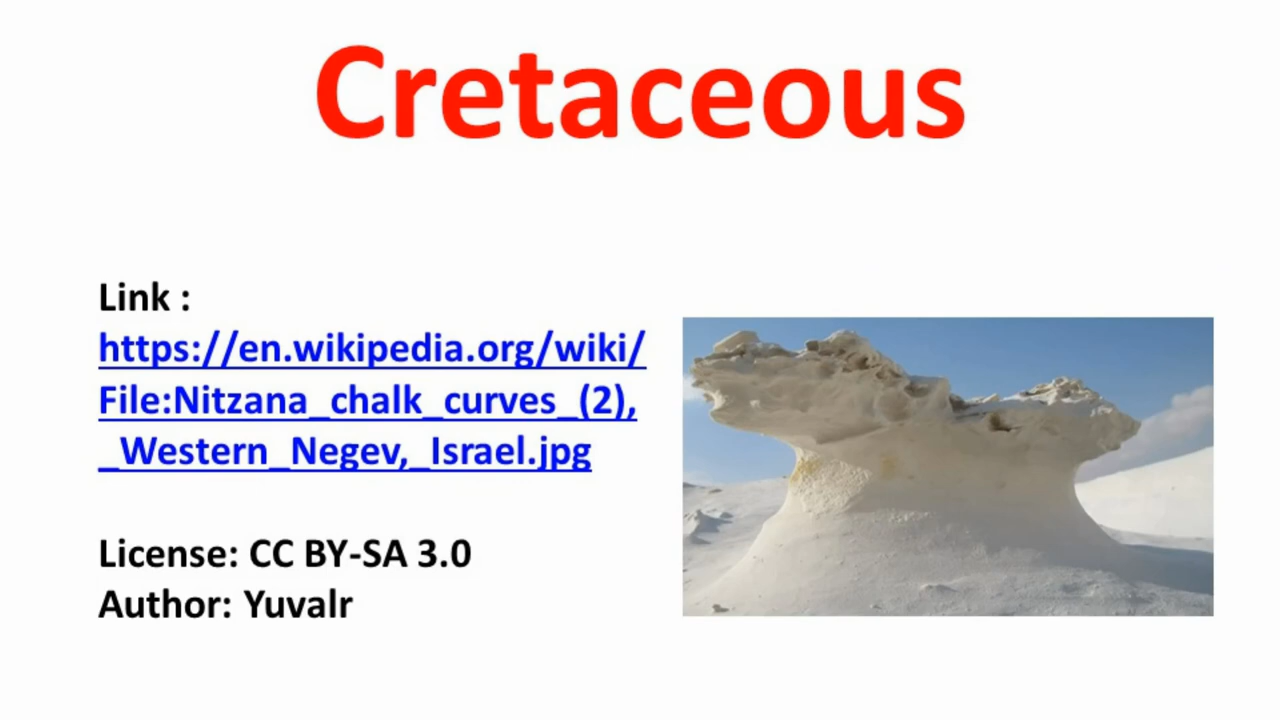 Cretaceous
Link :
https://en.wikipedia.org/wiki/
File:Nitzana_chalk_curves_(2),
_Western_Negev,_Israel.jpg
License: CC BY-SA 3.0
Author: Yuvalr